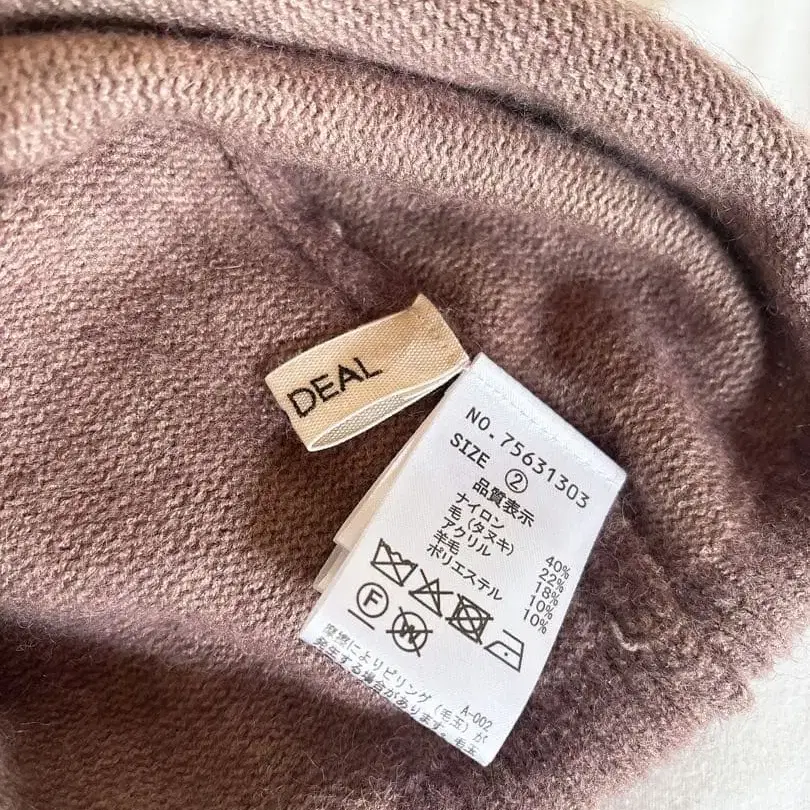 DEAL
NO. 75631303
SIZE ②
品質表示
ナイロン 40%
毛(タヌキ) 22%
アクリル 18%
羊毛 10%
ポリエステル 10%
F
W
摩擦によりピリング(毛玉)が
発生する場合があります。毛玉
A-002